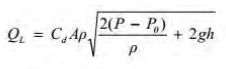 Q_L = C_d Aρ√(2(P − P_0)/ρ + 2gh)